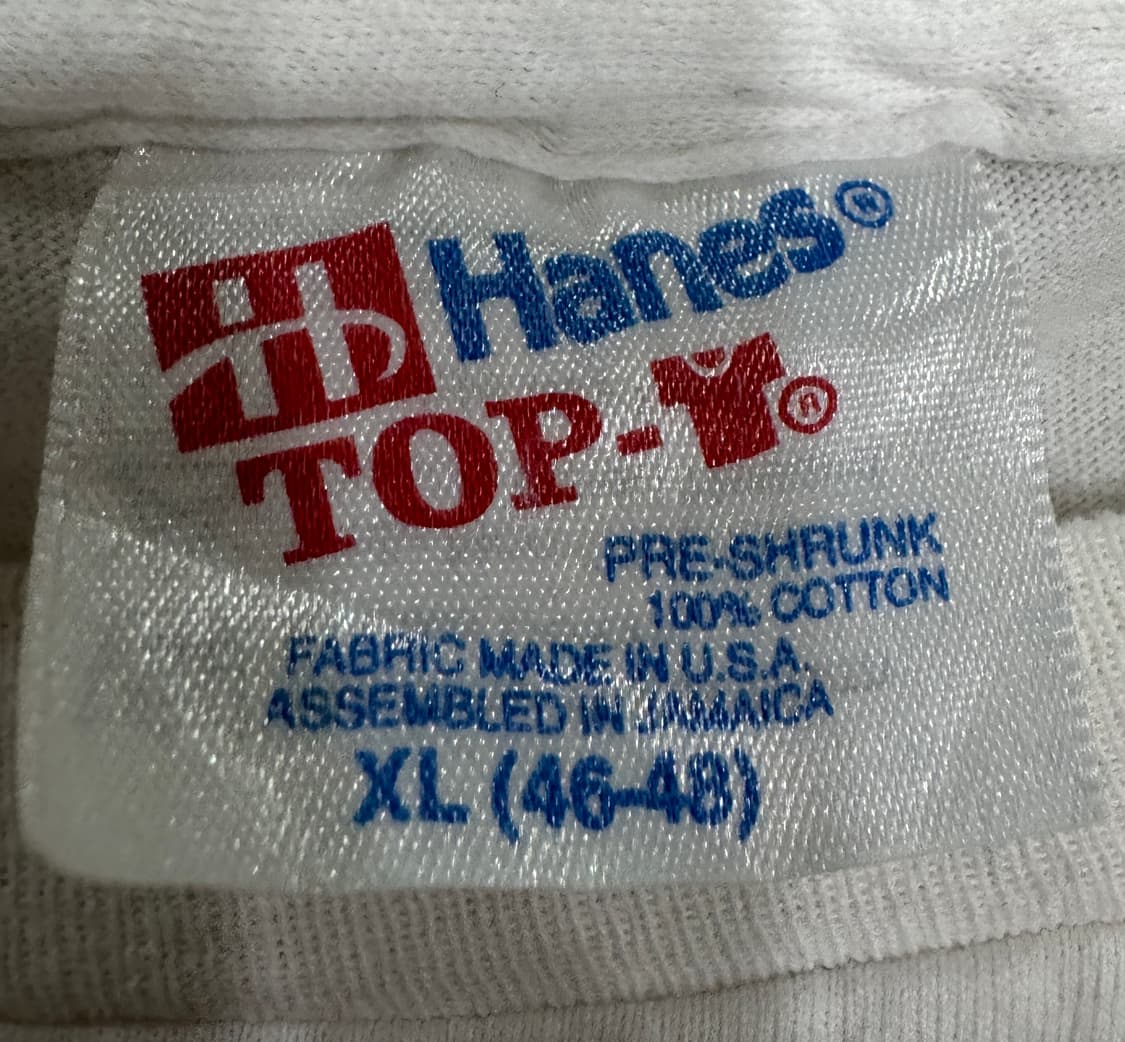 Hanes®
TOP-T®
PRE-SHRUNK
100% COTTON
FABRIC MADE IN U.S.A.
ASSEMBLED IN JAMAICA
XL (46-48)